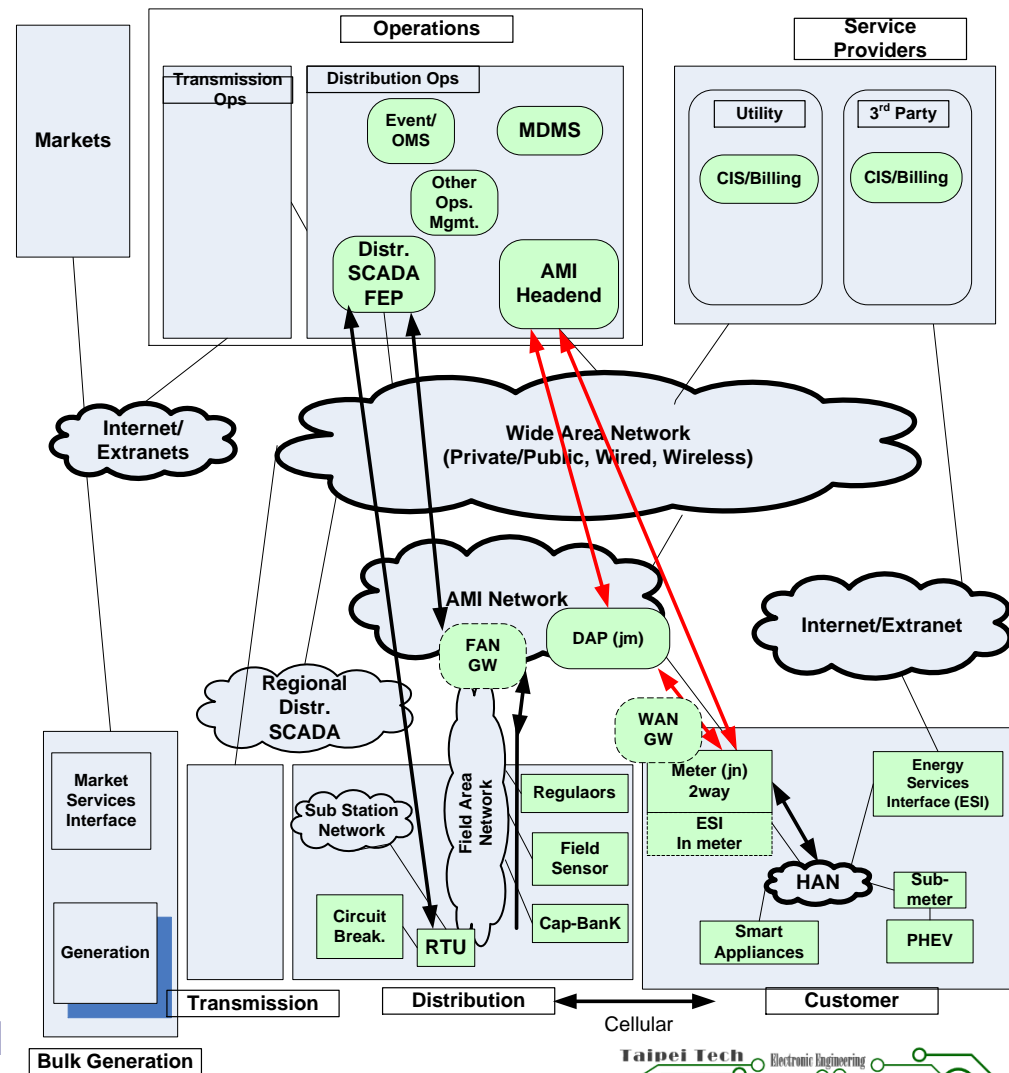 Operations
Service
Providers
Transmission
Ops
Distribution Ops
Markets
Event/
OMS
MDMS
Other
Ops.
Mgmt.
Distr.
SCADA
FEP
AMI
Headend
Utility
3rd Party
CIS/Billing
CIS/Billing
Internet/
Extranets
Wide Area Network
(Private/Public, Wired, Wireless)
AMI Network
FAN
GW
DAP (jm)
Internet/Extranet
Regional
Distr.
SCADA
WAN
GW
Market
Services
Interface
Sub Station
Network
Field Area
Network
Regulaors
Field
Sensor
Cap-BanK
Meter (jn)
2way
ESI
In meter
Energy
Services
Interface (ESI)
HAN
Sub-
meter
PHEV
Smart
Appliances
Generation
Circuit
Break.
RTU
Transmission
Distribution
Cellular
Customer
Bulk Generation
Taipei Tech
Electronic Engineering